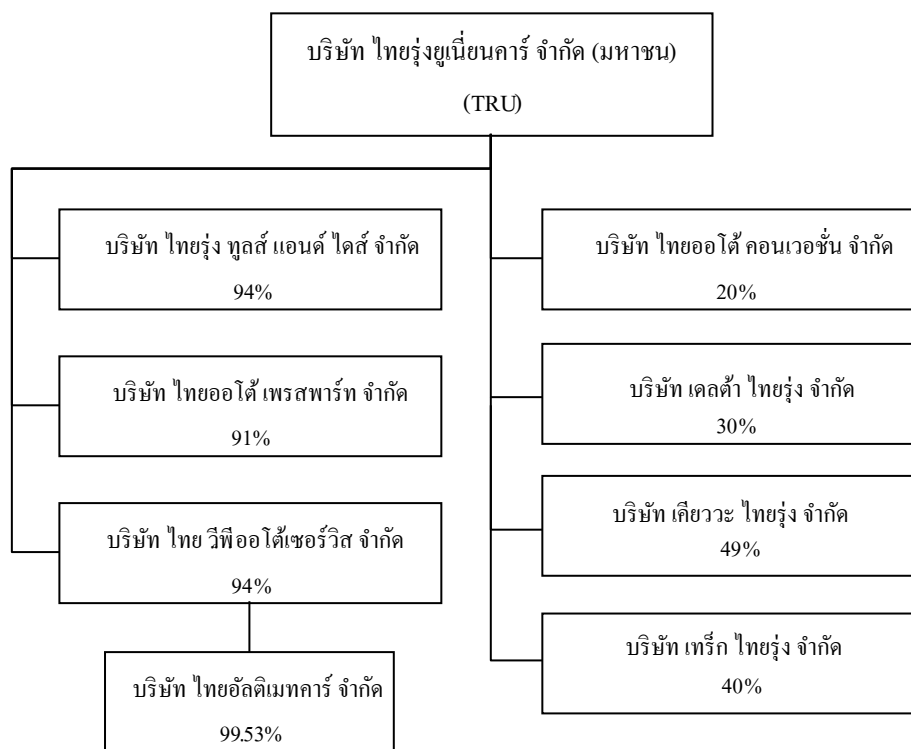 บริษัท ไทยรุ่งยูเนี่ยนคาร์ จำกัด (มหาชน)
(TRU)
บริษัท ไทยรุ่ง ทูลส์ แอนด์ ไดส์ จำกัด
94%
บริษัท ไทยออโต้ เพรสพาร์ท จำกัด
91%
บริษัท ไทย วีพีออโต้เซอร์วิส จำกัด
94%
บริษัท ไทยอัลติเมทคาร์ จำกัด
99.53%
บริษัท ไทยออโต้ คอนเวอชั่น จำกัด
20%
บริษัท เดลต้า ไทยรุ่ง จำกัด
30%
บริษัท เคียววะ ไทยรุ่ง จำกัด
49%
บริษัท เทร็ก ไทยรุ่ง จำกัด
40%